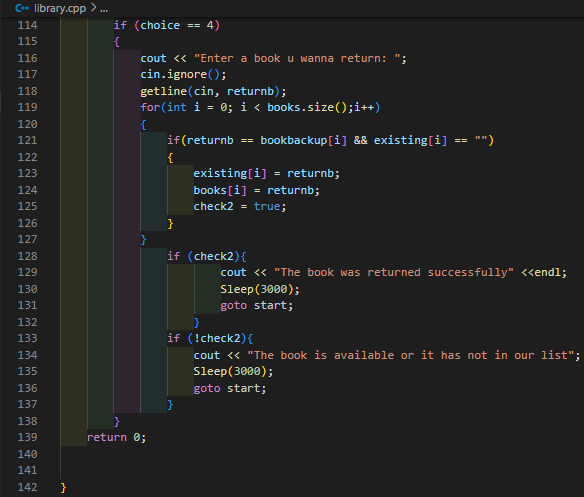 library.cpp > ...
114 if (choice == 4)
115 {
116 cout << "Enter a book u wanna return: ";
117 cin.ignore();
118 getline(cin, returnb);
119 for(int i = 0; i < books.size();i++)
120 {
121 if(returnb == bookbackup[i] && existing[i] == "")
122 {
123 existing[i] = returnb;
124 books[i] = returnb;
125 check2 = true;
126 }
127 }
128 if (check2){
129 cout << "The book was returned successfully" <<endl;
130 Sleep(3000);
131 goto start;
132 }
133 if (!check2){
134 cout << "The book is available or it has not in our list";
135 Sleep(3000);
136 goto start;
137 }
138 }
139 return 0;
140
141
142 }